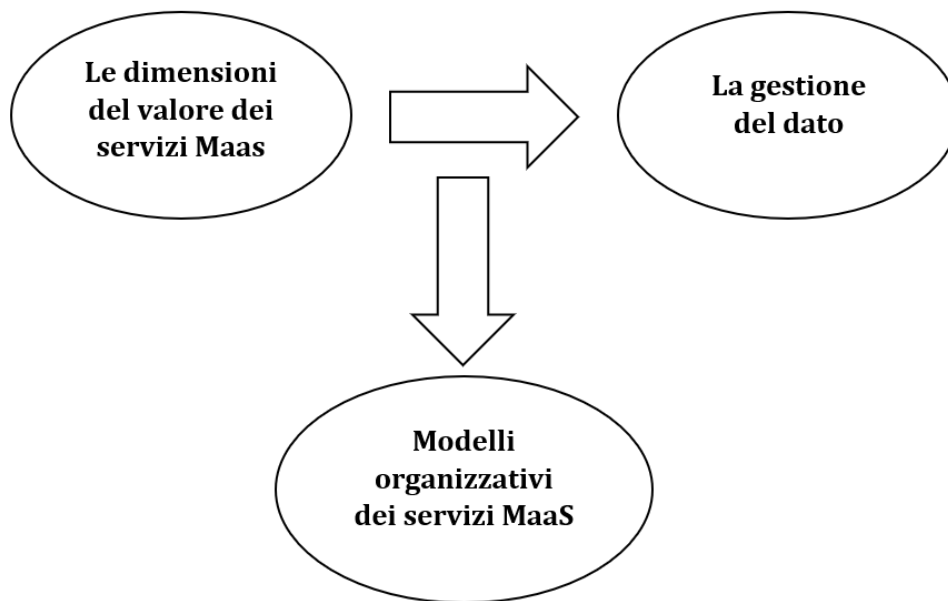 Le dimensioni
del valore dei
servizi Maas
La gestione
del dato
Modelli
organizzativi
dei servizi MaaS